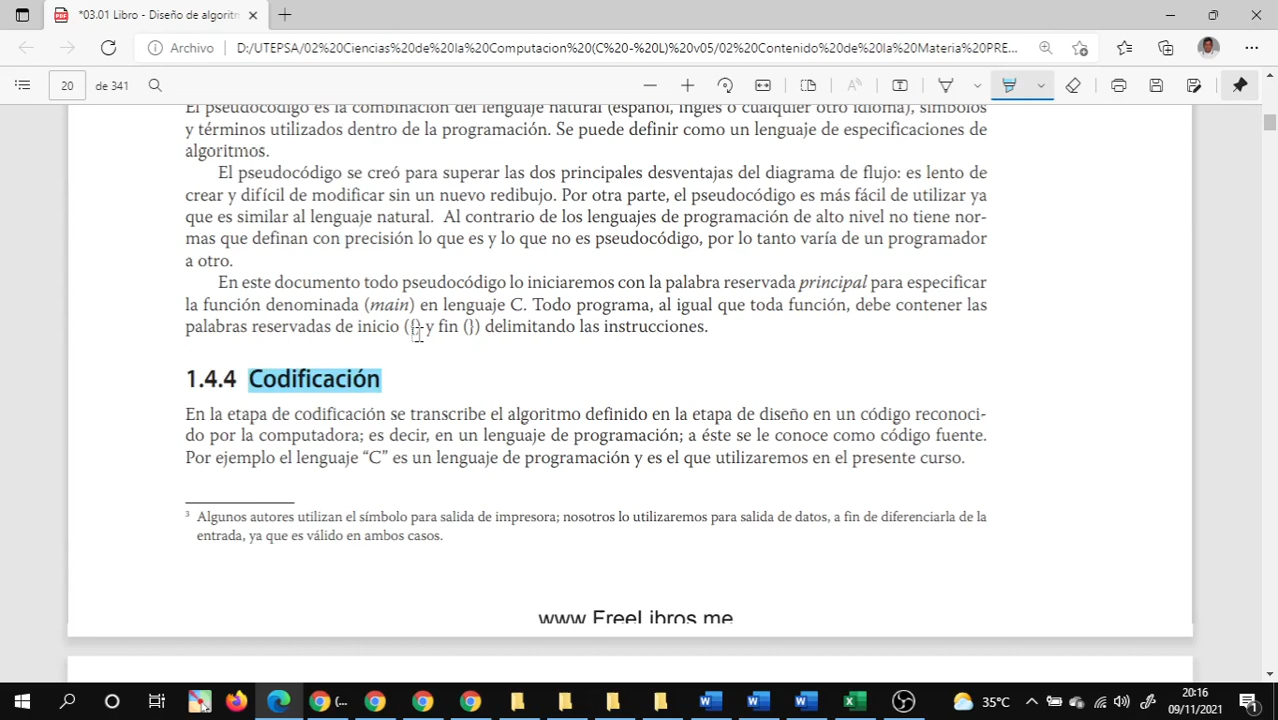 *03.01 Libro - Diseño de algoritm
Archivo
D:/UTEPSA/02%20Ciencias%20de%20la%20Computacion%20(C%20-%20L)%20v05/02%20Contenido%20de%20la%20Materia%20PRE...
20 de 341
El pseudocódigo es la combinación del lenguaje natural (español, inglés o cualquier otro idioma), símbolos
y términos utilizados dentro de la programación. Se puede definir como un lenguaje de especificaciones de
algoritmos.
El pseudocódigo se creó para superar las dos principales desventajas del diagrama de flujo: es lento de
crear y difícil de modificar sin un nuevo redibujo. Por otra parte, el pseudocódigo es más fácil de utilizar ya
que es similar al lenguaje natural. Al contrario de los lenguajes de programación de alto nivel no tiene nor-
mas que definan con precisión lo que es y lo que no es pseudocódigo, por lo tanto varía de un programador
a otro.
En este documento todo pseudocódigo lo iniciaremos con la palabra reservada principal para especificar
la función denominada (main) en lenguaje C. Todo programa, al igual que toda función, debe contener las
palabras reservadas de inicio ({) y fin (}) delimitando las instrucciones.
1.4.4 Codificación
En la etapa de codificación se transcribe el algoritmo definido en la etapa de diseño en un código reconoci-
do por la computadora; es decir, en un lenguaje de programación; a éste se le conoce como código fuente.
Por ejemplo el lenguaje “C” es un lenguaje de programación y es el que utilizaremos en el presente curso.
3 Algunos autores utilizan el símbolo para salida de impresora; nosotros lo utilizaremos para salida de datos, a fin de diferenciarla de la
entrada, ya que es válido en ambos casos.
www.FreeLibros.me
(...
35°C
20:16
09/11/2021